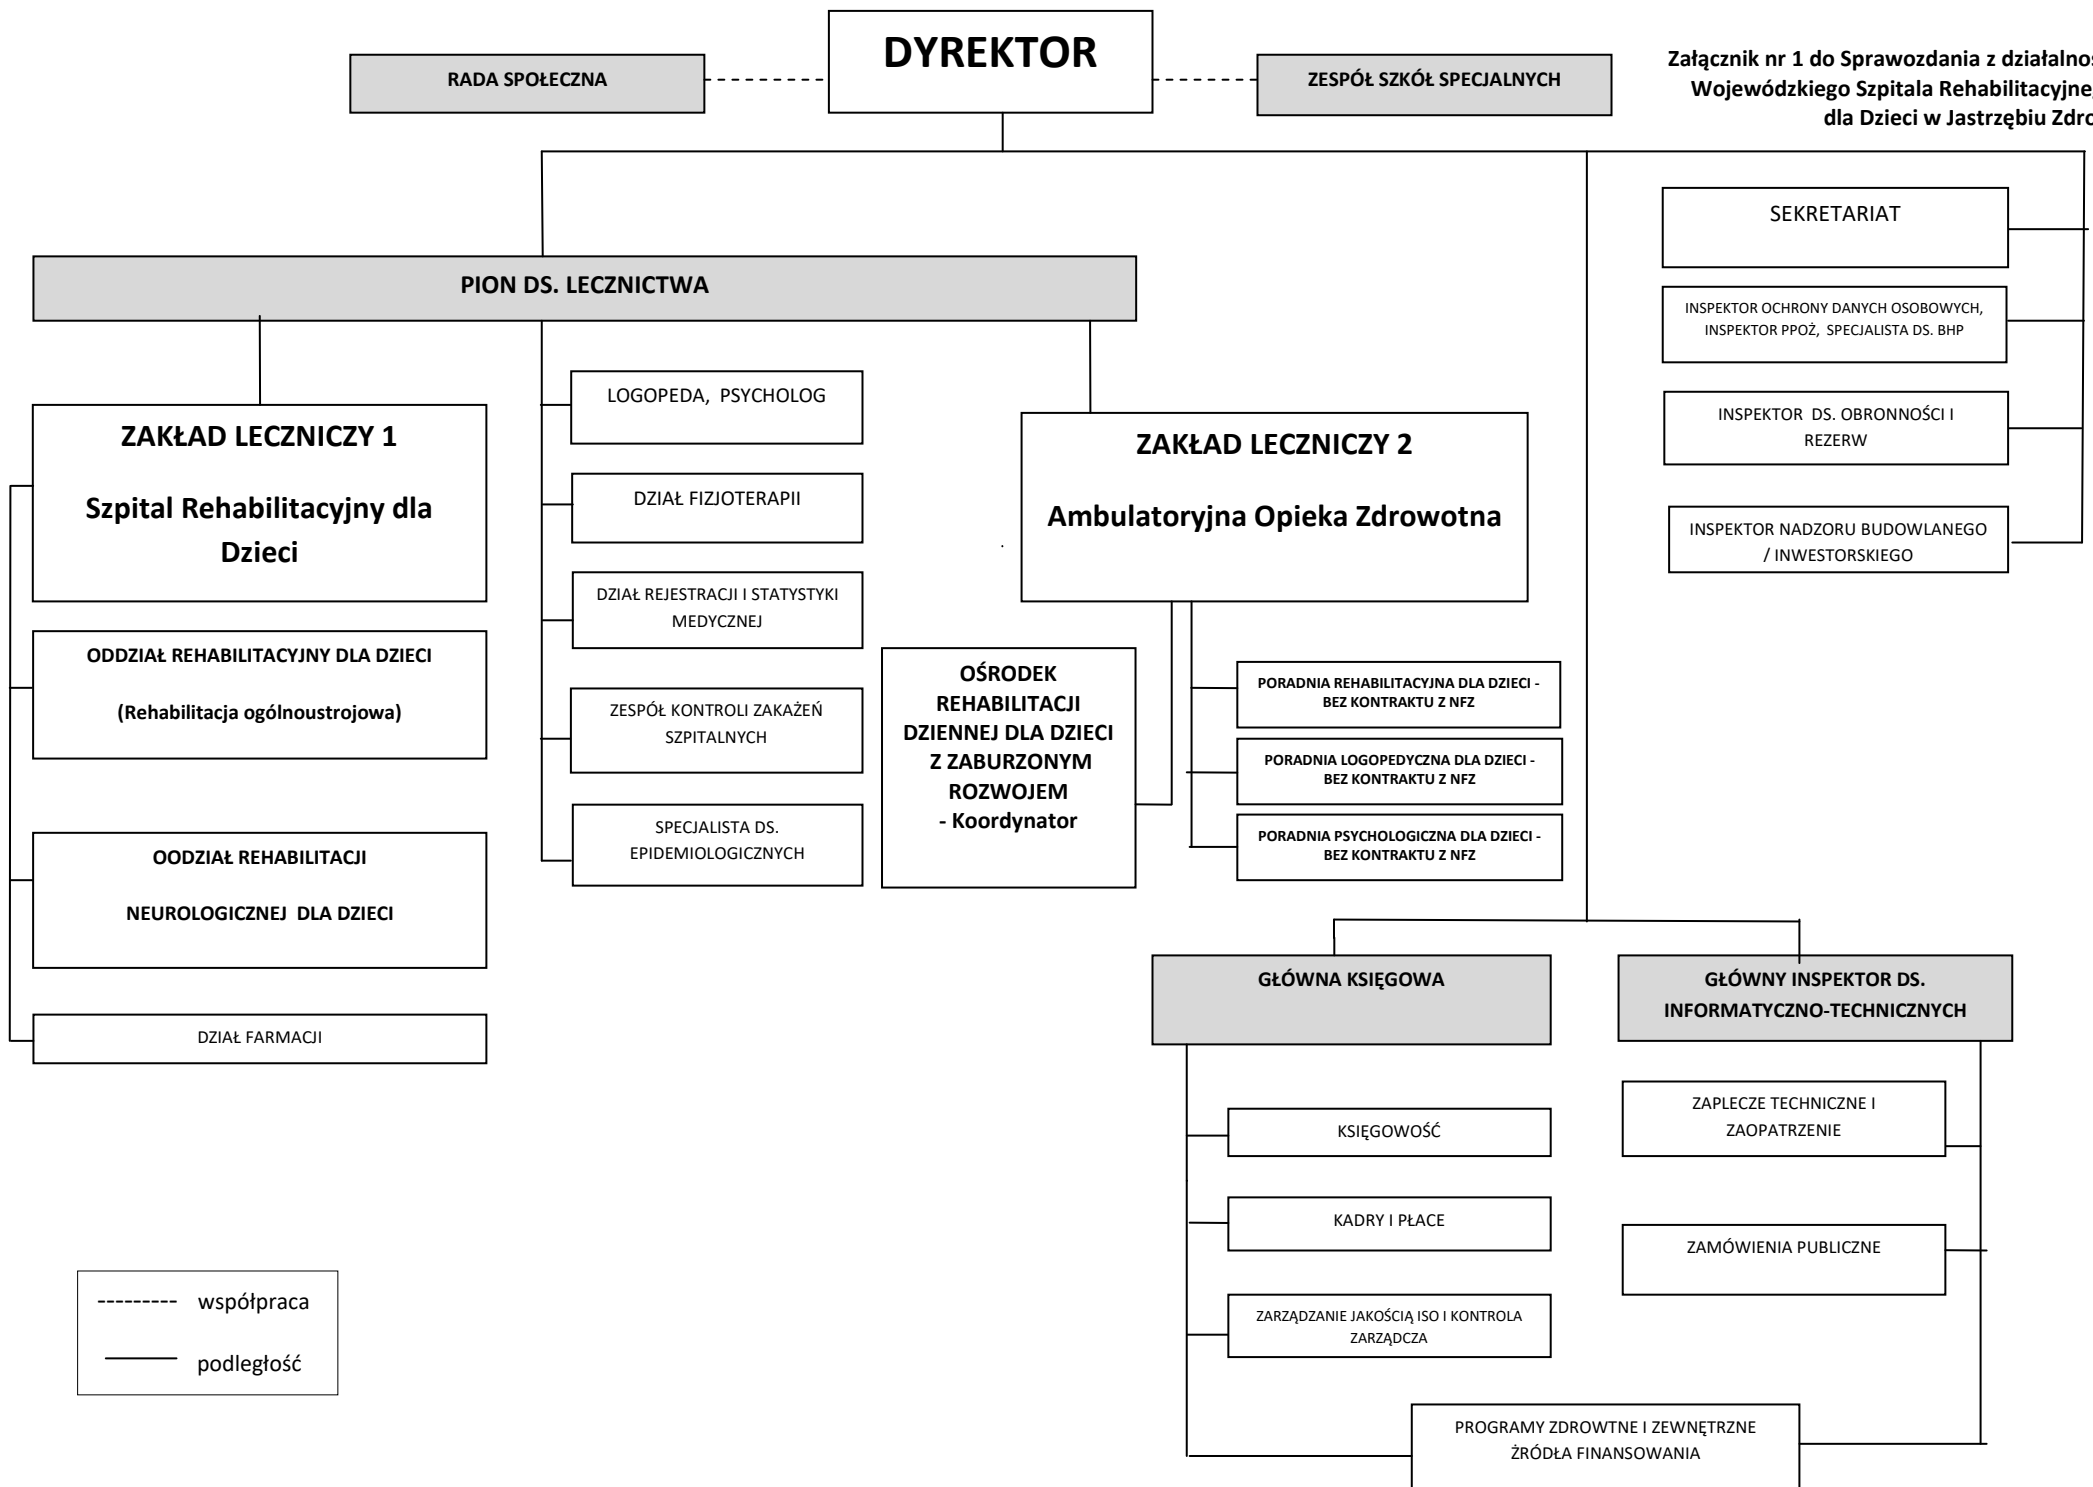 DYREKTOR
RADA SPOŁECZNA
ZESPÓŁ SZKÓŁ SPECJALNYCH
Załącznik nr 1 do Sprawozdania z działalnoś
Wojewódzkiego Szpitala Rehabilitacyjne
dla Dzieci w Jastrzębiu Zdro
SEKRETARIAT
PION DS. LECZNICTWA
INSPEKTOR OCHRONY DANYCH OSOBOWYCH,
INSPEKTOR PPOŻ, SPECJALISTA DS. BHP
LOGOPEDA, PSYCHOLOG
INSPEKTOR DS. OBRONNOŚCI I
REZERW
ZAKŁAD LECZNICZY 1
Szpital Rehabilitacyjny dla
Dzieci
ZAKŁAD LECZNICZY 2
Ambulatoryjna Opieka Zdrowotna
DZIAŁ FIZJOTERAPII
INSPEKTOR NADZORU BUDOWLANEGO
/ INWESTORSKIEGO
DZIAŁ REJESTRACJI I STATYSTYKI
MEDYCZNEJ
ODDZIAŁ REHABILITACYJNY DLA DZIECI
(Rehabilitacja ogólnoustrojowa)
OŚRODEK
REHABILITACJI
DZIENNEJ DLA DZIECI
Z ZABURZONYM
ROZWOJEM
- Koordynator
PORADNIA REHABILITACYJNA DLA DZIECI -
BEZ KONTRAKTU Z NFZ
ZESPÓŁ KONTROLI ZAKAŻEŃ
SZPITALNYCH
PORADNIA LOGOPEDYCZNA DLA DZIECI -
BEZ KONTRAKTU Z NFZ
SPECJALISTA DS.
EPIDEMIOLOGICZNYCH
PORADNIA PSYCHOLOGICZNA DLA DZIECI -
BEZ KONTRAKTU Z NFZ
OODZIAŁ REHABILITACJI
NEUROLOGICZNEJ DLA DZIECI
GŁÓWNA KSIĘGOWA
GŁÓWNY INSPEKTOR DS.
INFORMATYCZNO-TECHNICZNYCH
DZIAŁ FARMACJI
KSIĘGOWOŚĆ
ZAPLECZE TECHNICZNE I
ZAOPATRZENIE
KADRY I PŁACE
ZAMÓWIENIA PUBLICZNE
ZARZĄDZANIE JAKOŚCIĄ ISO I KONTROLA
ZARZĄDCZA
współpraca
podległość
PROGRAMY ZDROWTNE I ZEWNĘTRZNE
ŻRÓDŁA FINANSOWANIA